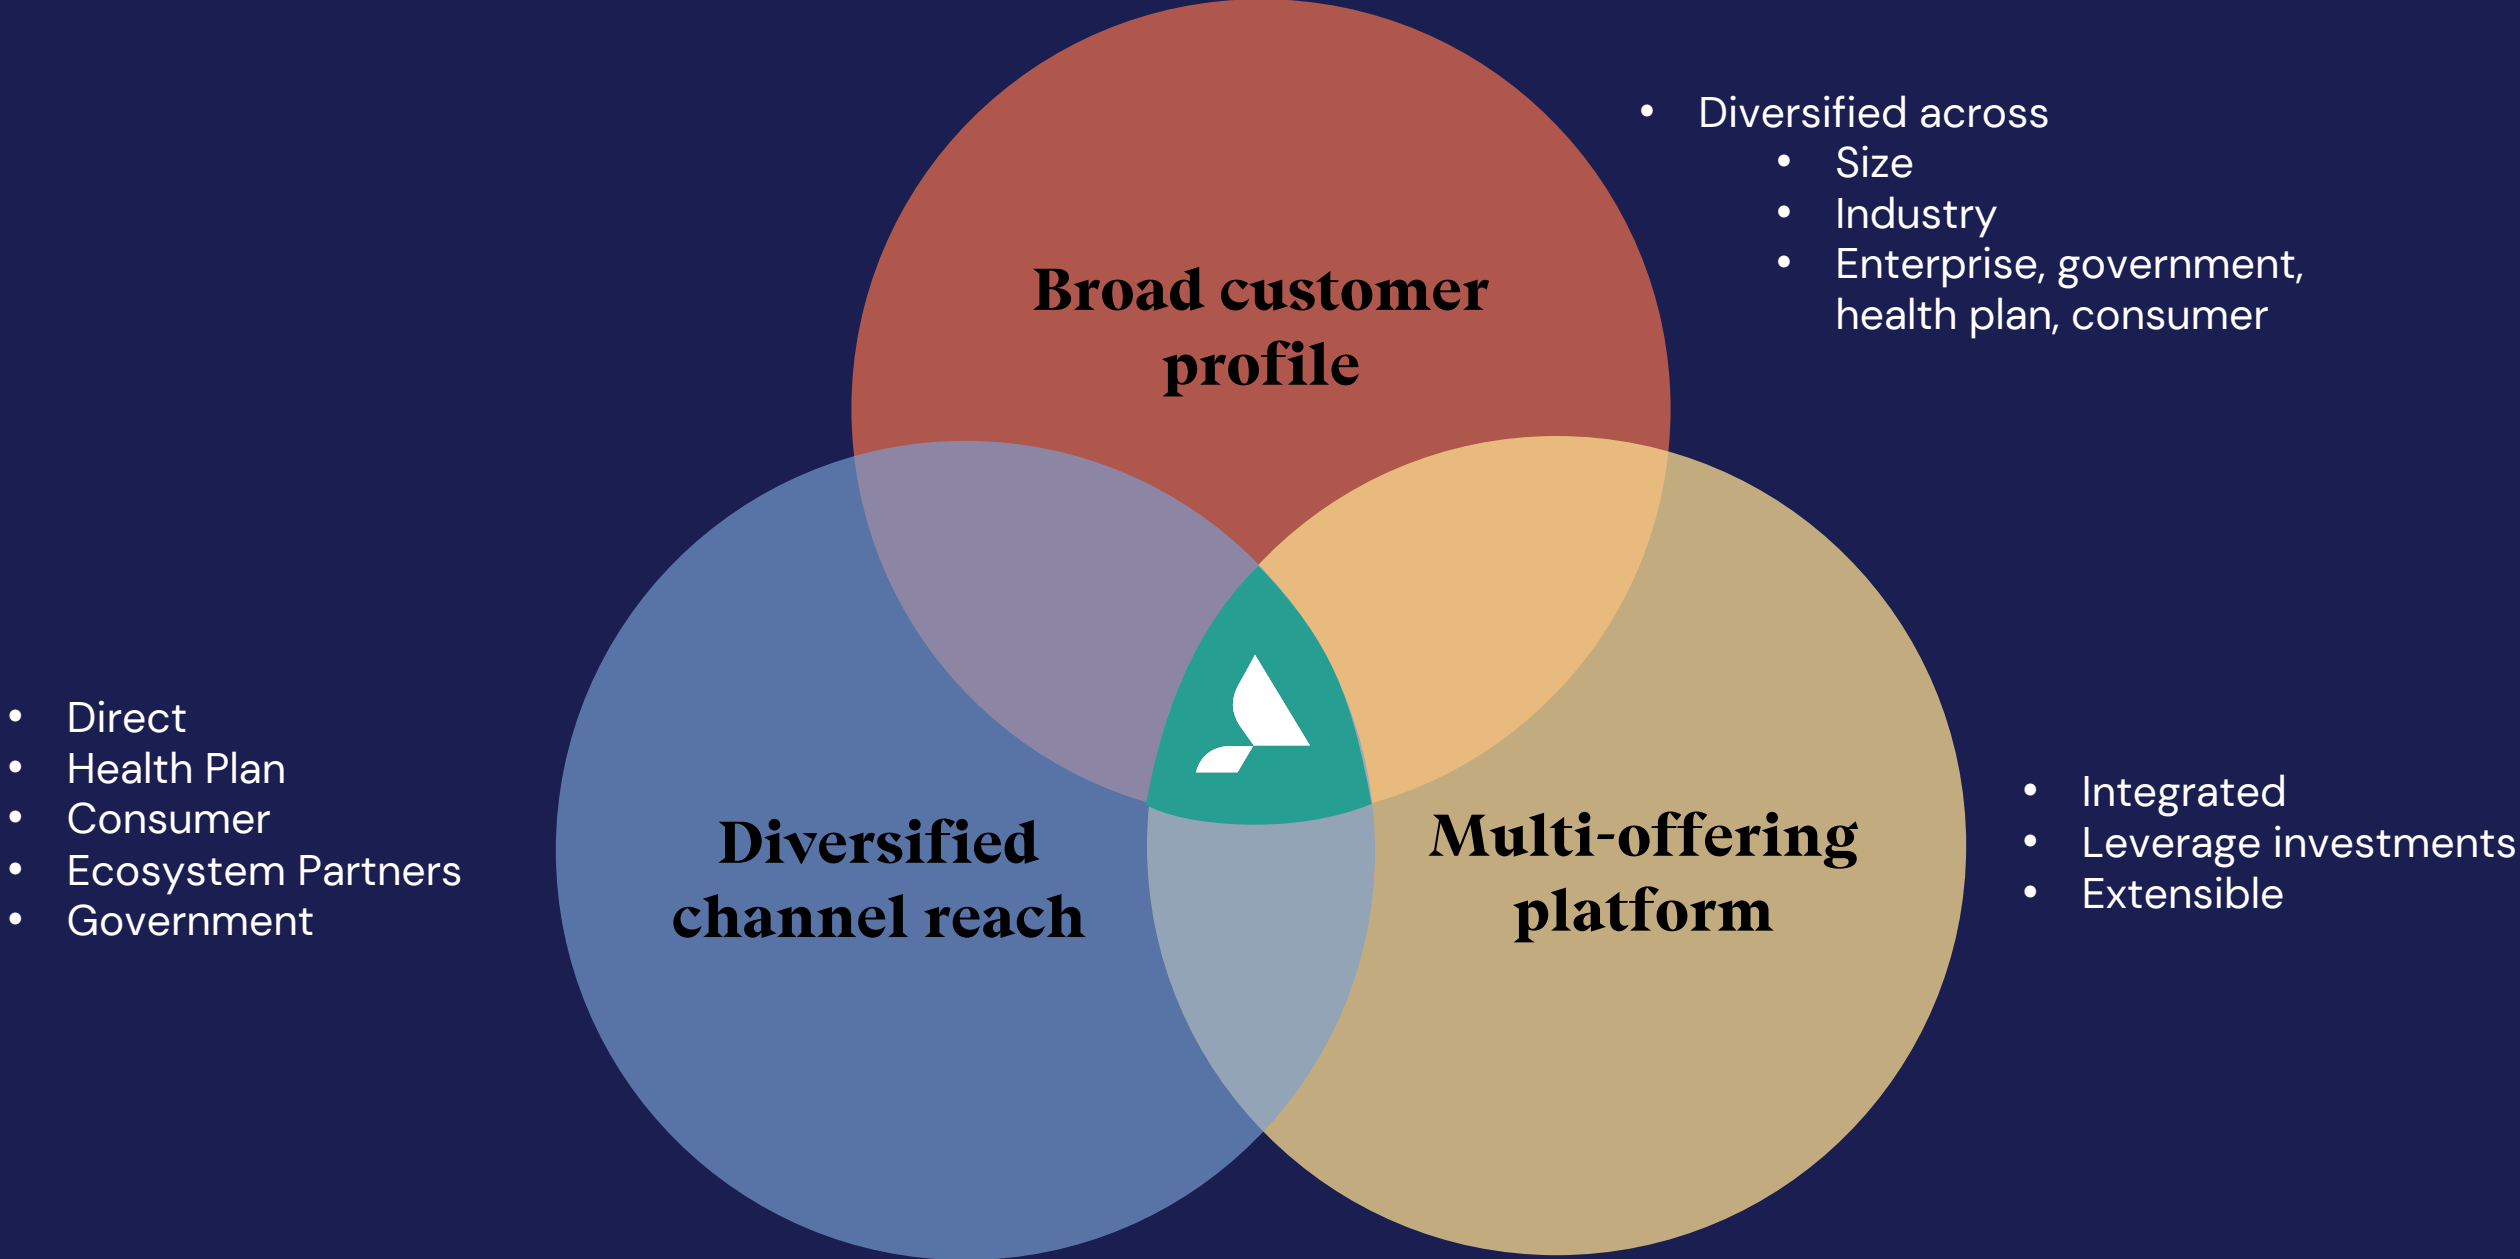 Broad customer
profile
• Diversified across
• Size
• Industry
• Enterprise, government,
health plan, consumer
• Direct
• Health Plan
• Consumer
• Ecosystem Partners
• Government
Diversified
channel reach
Multi-offering
platform
• Integrated
• Leverage investments
• Extensible